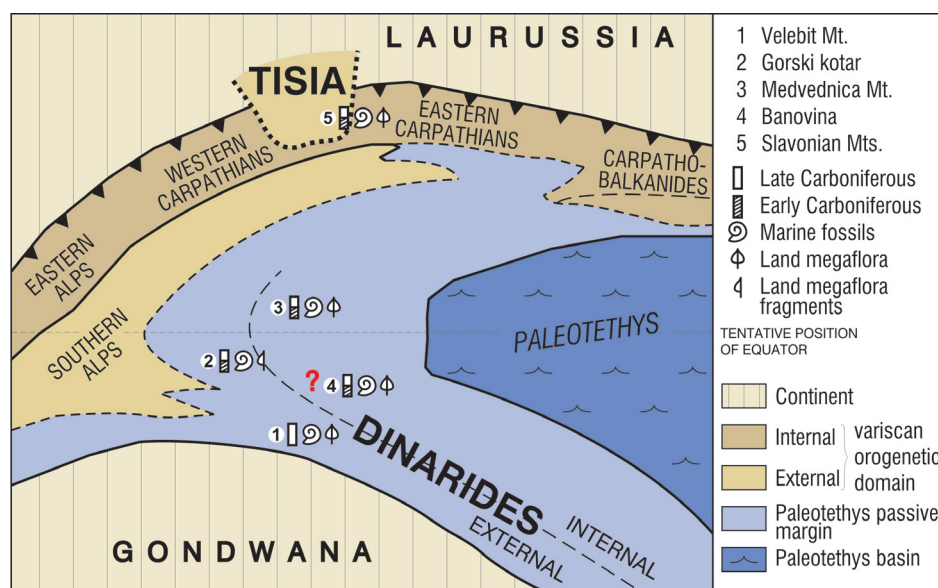 LAURUSSIA
TISIA
5
EASTERN
CARPATHIANS
WESTERN
CARPATHIANS
CARPATHO-
BALKANIDES
EASTERN
ALPS
SOUTHERN
ALPS
3
2
? 4
1
PALEOTETHYS
DINARIDES
INTERNAL
EXTERNAL
GONDWANA
1 Velebit Mt.
2 Gorski kotar
3 Medvednica Mt.
4 Banovina
5 Slavonian Mts.
Late Carboniferous
Early Carboniferous
Marine fossils
Land megaflora
Land megaflora
fragments
TENTATIVE POSITION
OF EQUATOR
Continent
Internal
External
variscan
orogenetic
domain
Paleotethys passive
margin
Paleotethys basin